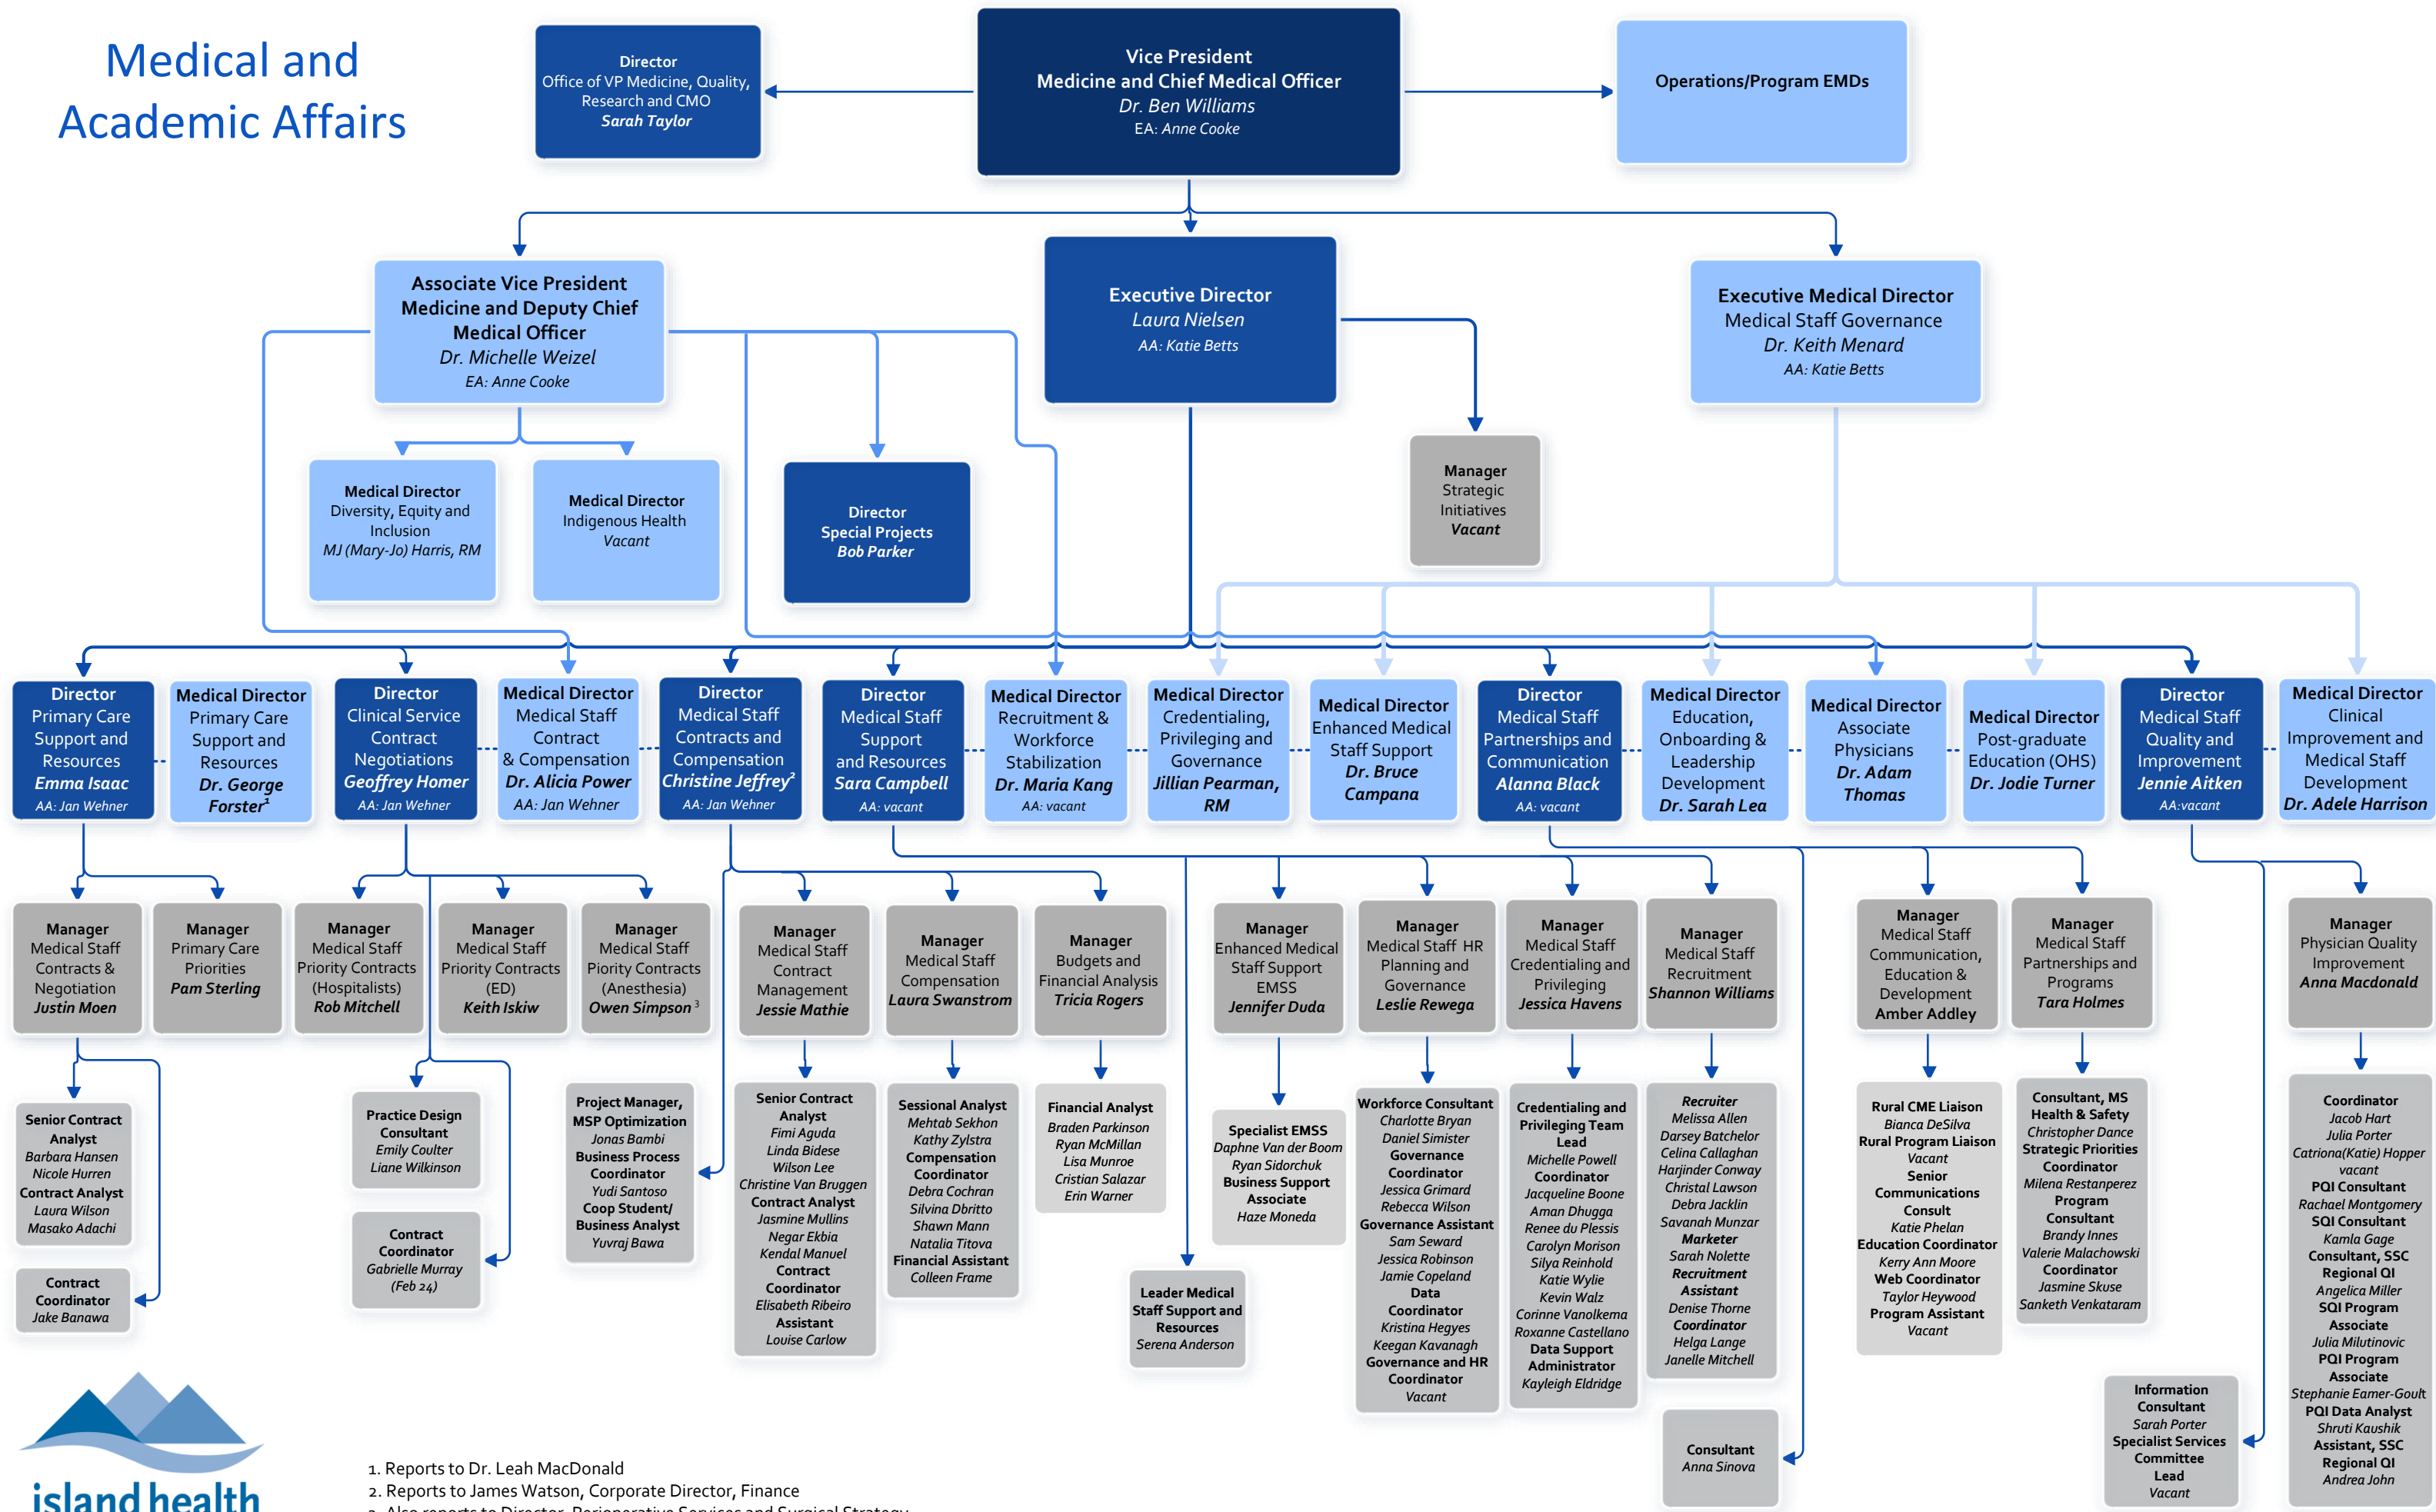 Medical and
Academic Affairs
Director
Office of VP Medicine, Quality,
Research and CMO
Sarah Taylor
Vice President
Medicine and Chief Medical Officer
Dr. Ben Williams
EA: Anne Cooke
Operations/Program EMDs
Associate Vice President
Medicine and Deputy Chief
Medical Officer
Dr. Michelle Weizel
EA: Anne Cooke
Executive Director
Laura Nielsen
AA: Katie Betts
Executive Medical Director
Medical Staff Governance
Dr. Keith Menard
AA: Katie Betts
Medical Director
Diversity, Equity and
Inclusion
MJ (Mary-Jo) Harris, RM
Medical Director
Indigenous Health
Vacant
Director
Special Projects
Bob Parker
Manager
Strategic
Initiatives
Vacant
Director
Primary Care
Support and
Resources
Emma Isaac
AA: Jan Wehner
Medical Director
Primary Care
Support and
Resources
Dr. George
Forster¹
Director
Clinical Service
Contract
Negotiations
Geoffrey Homer
AA: Jan Wehner
Medical Director
Medical Staff
Contract
& Compensation
Dr. Alicia Power
AA: Jan Wehner
Director
Medical Staff
Contracts and
Compensation
Christine Jeffrey²
AA: Jan Wehner
Director
Medical Staff
Support
and Resources
Sara Campbell
AA: vacant
Medical Director
Recruitment &
Workforce
Stabilization
Dr. Maria Kang
AA: vacant
Medical Director
Credentialing,
Privileging and
Governance
Jillian Pearman,
RM
Medical Director
Enhanced Medical
Staff Support
Dr. Bruce
Campana
Director
Medical Staff
Partnerships and
Communication
Alanna Black
AA: vacant
Medical Director
Education,
Onboarding &
Leadership
Development
Dr. Sarah Lea
Medical Director
Associate
Physicians
Dr. Adam
Thomas
Medical Director
Post-graduate
Education (OHS)
Dr. Jodie Turner
Director
Medical Staff
Quality and
Improvement
Jennie Aitken
AA:vacant
Medical Director
Clinical
Improvement and
Medical Staff
Development
Dr. Adele Harrison
Manager
Medical Staff
Contracts &
Negotiation
Justin Moen
Manager
Primary Care
Priorities
Pam Sterling
Manager
Medical Staff
Priority Contracts
(Hospitalists)
Rob Mitchell
Manager
Medical Staff
Priority Contracts
(ED)
Keith Iskiw
Manager
Medical Staff
Piority Contracts
(Anesthesia)
Owen Simpson ³
Manager
Medical Staff
Contract
Management
Jessie Mathie
Manager
Medical Staff
Compensation
Laura Swanstrom
Manager
Budgets and
Financial Analysis
Tricia Rogers
Manager
Enhanced Medical
Staff Support
EMSS
Jennifer Duda
Manager
Medical Staff HR
Planning and
Governance
Leslie Rewega
Manager
Medical Staff
Credentialing and
Privileging
Jessica Havens
Manager
Medical Staff
Recruitment
Shannon Williams
Manager
Medical Staff
Communication,
Education &
Development
Amber Addley
Manager
Medical Staff
Partnerships and
Programs
Tara Holmes
Manager
Physician Quality
Improvement
Anna Macdonald
Senior Contract
Analyst
Barbara Hansen
Nicole Hurren
Contract Analyst
Laura Wilson
Masako Adachi
Contract
Coordinator
Jake Banawa
Practice Design
Consultant
Emily Coulter
Liane Wilkinson
Contract
Coordinator
Gabrielle Murray
(Feb 24)
Project Manager,
MSP Optimization
Jonas Bambi
Business Process
Coordinator
Yudi Santoso
Coop Student/
Business Analyst
Yuvraj Bawa
Senior Contract
Analyst
Fimi Aguda
Linda Bidese
Wilson Lee
Christine Van Bruggen
Contract Analyst
Jasmine Mullins
Negar Ekbia
Kendal Manuel
Contract
Coordinator
Elisabeth Ribeiro
Assistant
Louise Carlow
Sessional Analyst
Mehtab Sekhon
Kathy Zylstra
Compensation
Coordinator
Debra Cochran
Silvina Dbritto
Shawn Mann
Natalia Titova
Financial Assistant
Colleen Frame
Financial Analyst
Braden Parkinson
Ryan McMillan
Lisa Munroe
Cristian Salazar
Erin Warner
Leader Medical
Staff Support and
Resources
Serena Anderson
Specialist EMSS
Daphne Van der Boom
Ryan Sidorchuk
Business Support
Associate
Haze Moneda
Workforce Consultant
Charlotte Bryan
Daniel Simister
Governance
Coordinator
Jessica Grimard
Rebecca Wilson
Governance Assistant
Sam Seward
Jessica Robinson
Jamie Copeland
Data
Coordinator
Kristina Hegyes
Keegan Kavanagh
Governance and HR
Coordinator
Vacant
Credentialing and
Privileging Team
Lead
Michelle Powell
Coordinator
Jacqueline Boone
Aman Dhugga
Renee du Plessis
Carolyn Morison
Silya Reinhold
Katie Wylie
Kevin Walz
Corinne Vanolkema
Roxanne Castellano
Data Support
Administrator
Kayleigh Eldridge
Recruiter
Melissa Allen
Darsey Batchelor
Celina Callaghan
Harjinder Conway
Christal Lawson
Debra Jacklin
Savanah Munzar
Marketer
Sarah Nolette
Recruitment
Assistant
Denise Thorne
Coordinator
Helga Lange
Janelle Mitchell
Consultant
Anna Sinova
Rural CME Liaison
Bianca DeSilva
Rural Program Liaison
Vacant
Senior
Communications
Consult
Katie Phelan
Education Coordinator
Kerry Ann Moore
Web Coordinator
Taylor Heywood
Program Assistant
Vacant
Consultant, MS
Health & Safety
Christopher Dance
Strategic Priorities
Coordinator
Milena Restanperez
Program
Consultant
Brandy Innes
Valerie Malachowski
Coordinator
Jasmine Skuse
Sanketh Venkataram
Information
Consultant
Sarah Porter
Specialist Services
Committee
Lead
Vacant
Coordinator
Jacob Hart
Julia Porter
Catriona(Katie) Hopper
vacant
PQI Consultant
Rachael Montgomery
SQI Consultant
Kamla Gage
Consultant, SSC
Regional QI
Angelica Miller
SQI Program
Associate
Julia Milutinovic
PQI Program
Associate
Stephanie Eamer-Goult
PQI Data Analyst
Shruti Kaushik
Assistant, SSC
Regional QI
Andrea John
island health
1. Reports to Dr. Leah MacDonald
2. Reports to James Watson, Corporate Director, Finance
3. Also reports to Director, Perioperative Services and Surgical Strategy